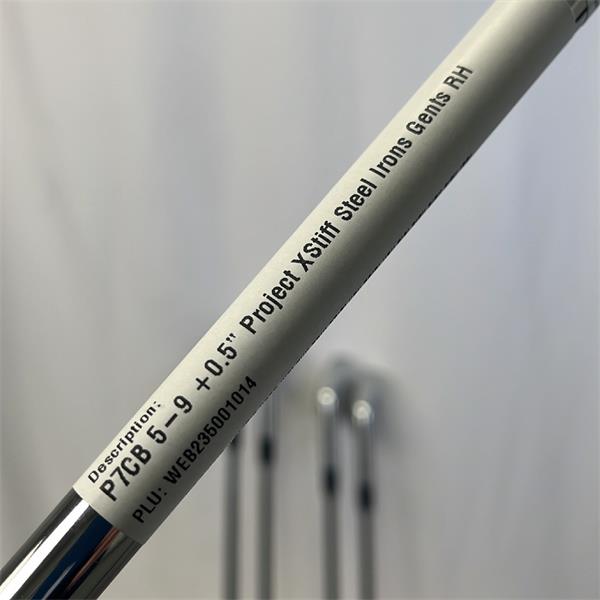 Description:
P7CB 5-9 +0.5" Project XStiff Steel Irons Gents RH
PLU: WEB235001014